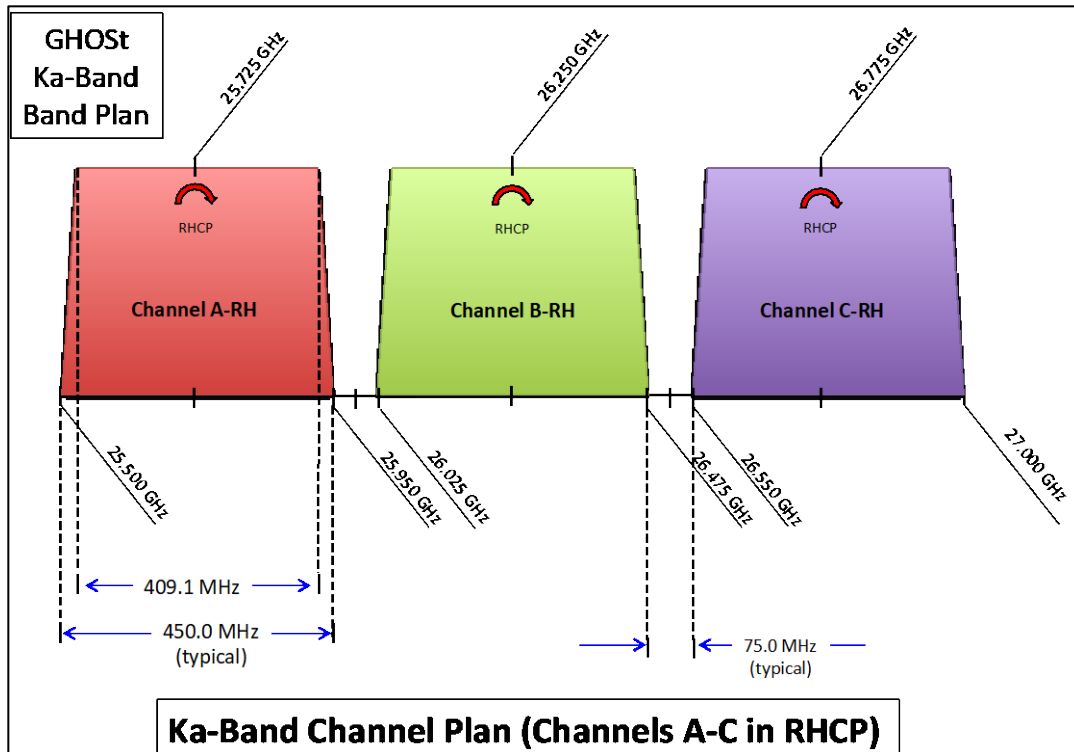 GHOSt
Ka-Band
Band Plan
25.725 GHz
26.250 GHz
26.775 GHz
RHCP
RHCP
RHCP
Channel A-RH
Channel B-RH
Channel C-RH
25.500 GHz
25.950 GHz
26.025 GHz
26.475 GHz
26.550 GHz
27.000 GHz
409.1 MHz
450.0 MHz
(typical)
75.0 MHz
(typical)
Ka-Band Channel Plan (Channels A-C in RHCP)